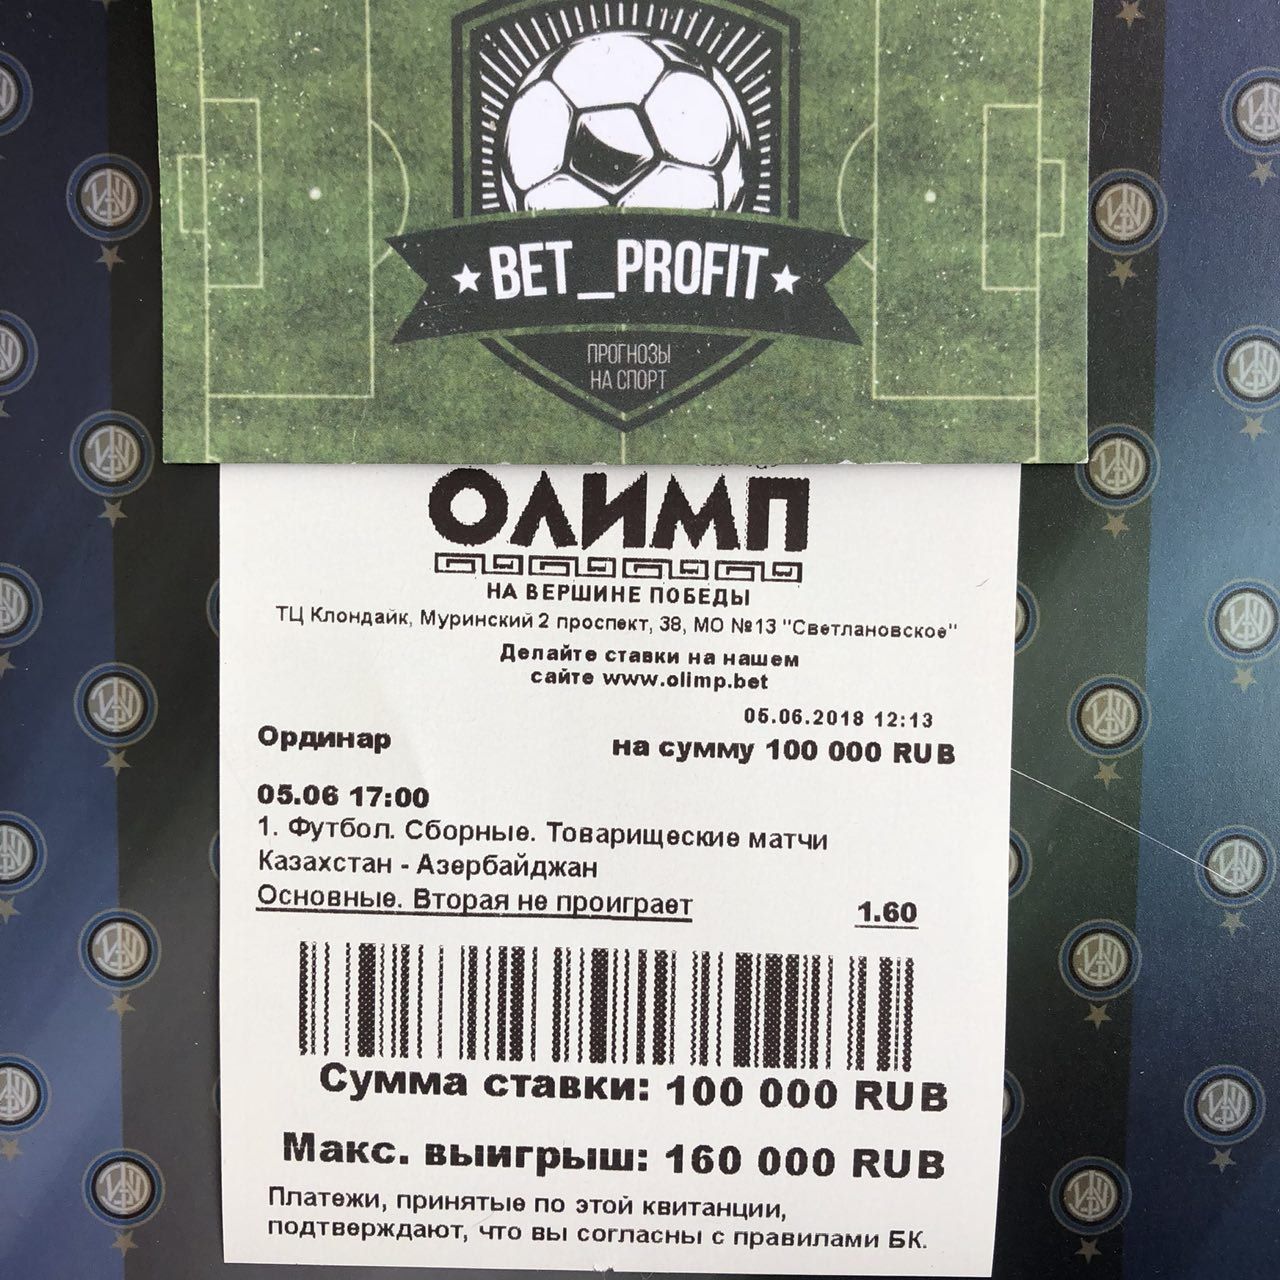 BET_PROFIT
ПРОГНОЗЫ
НА СПОРТ
ОЛИМП
НА ВЕРШИНЕ ПОБЕДЫ
ТЦ Клондайк, Муринский 2 проспект, 38, МО №13 "Светлановское"
Делайте ставки на нашем
сайте www.olimp.bet
05.06.2018 12:13
Ординар на сумму 100 000 RUB
05.06 17:00
1. Футбол. Сборные. Товарищеские матчи
Казахстан - Азербайджан
Основные. Вторая не проиграет 1.60
Сумма ставки: 100 000 RUB
Макс. выигрыш: 160 000 RUB
Платежи, принятые по этой квитанции,
подтверждают, что вы согласны с правилами БК.